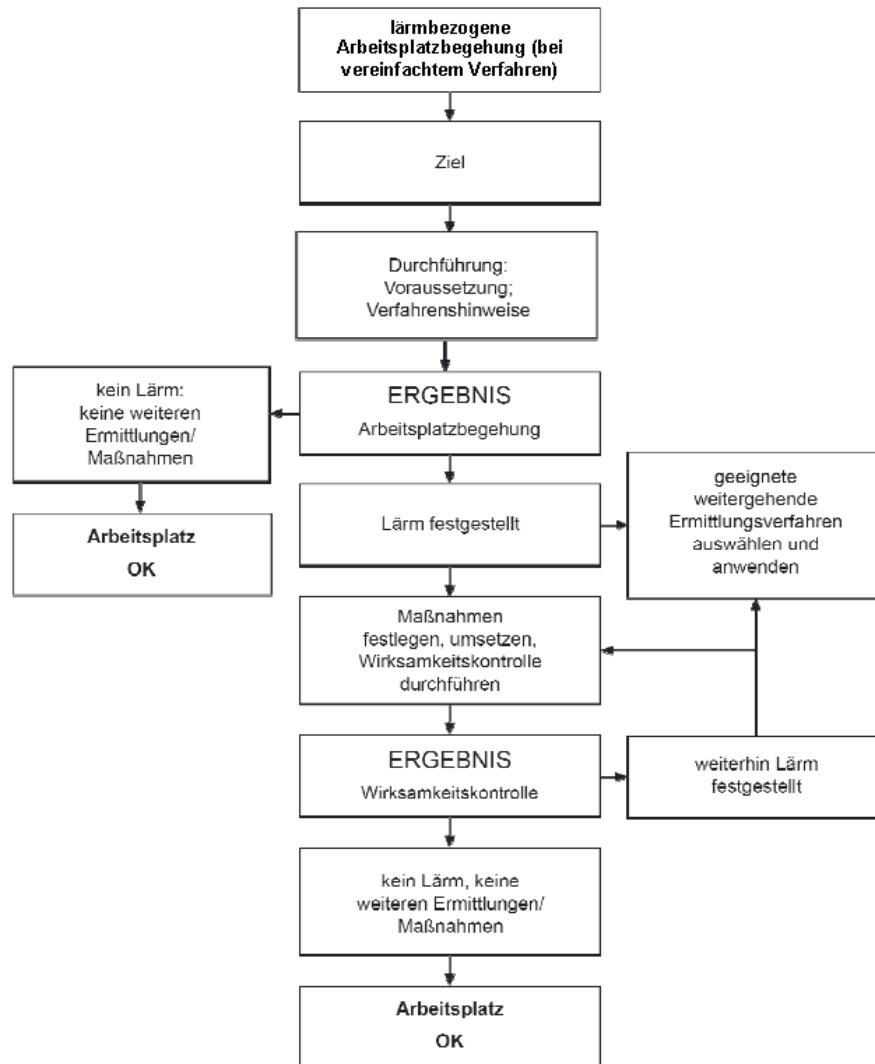 lärmbezogene
Arbeitsplatzbegehung (bei
vereinfachtem Verfahren)
Ziel
Durchführung:
Voraussetzung;
Verfahrenshinweise
kein Lärm:
keine weiteren
Ermittlungen/
Maßnahmen
ERGEBNIS
Arbeitsplatzbegehung
Arbeitsplatz
OK
Lärm festgestellt
geeignete
weitergehende
Ermittlungsverfahren
auswählen und
anwenden
Maßnahmen
festlegen, umsetzen,
Wirksamkeitskontrolle
durchführen
ERGEBNIS
Wirksamkeitskontrolle
weiterhin Lärm
festgestellt
kein Lärm, keine
weiteren Ermittlungen/
Maßnahmen
Arbeitsplatz
OK